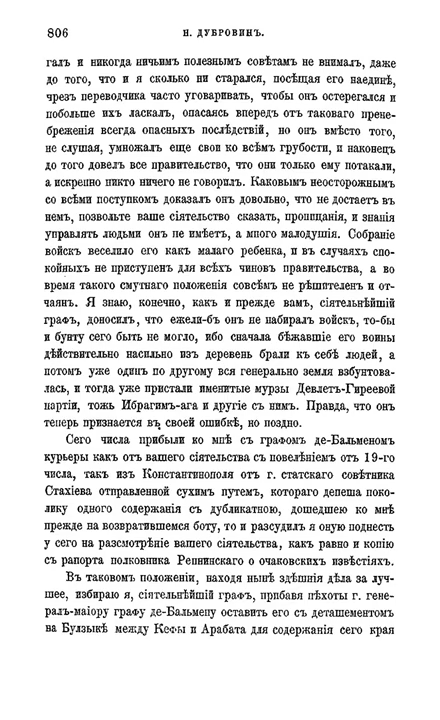 806 Н. ДУБРОВИНЪ.
галъ и никогда ничьимъ полезнымъ совѣтамъ не внималъ, даже
до того, что и я сколько ни старался, посѣщая его наединѣ,
чрезъ переводчика часто уговаривать, чтобы онъ остерегался и
побольше ихъ ласкалъ, опасаясь впередъ отъ таковаго прене-
бреженія всегда опасныхъ послѣдствій, но онъ вмѣсто того,
не слушая, умножалъ еще свои ко всѣмъ грубости, и наконецъ
до того довелъ все правительство, что они только ему потакали,
а искренно никто ничего не говорилъ. Каковымъ неосторожнымъ
со всѣми поступкомъ доказалъ онъ довольно, что не достаетъ въ
немъ, позвольте ваше сіятельство сказать, проницанія, и знанія
управлять людьми онъ не имѣетъ, а много малодушія. Собраніе
войскъ веселило его какъ малаго ребенка, и въ случаяхъ спо-
койныхъ не приступенъ для всѣхъ чиновъ правительства, а во
время такого смутнаго положенія совсѣмъ не рѣшителенъ и от-
чаянъ. Я знаю, конечно, какъ и прежде вамъ, сіятельнѣйшій
графъ, доносилъ, что ежели-бъ онъ не набиралъ войскъ, то-бы
и бунту сего быть не могло, ибо сначала бѣжавшіе его воины
дѣйствительно насильно изъ деревень брали къ себѣ людей, а
потомъ уже одинъ по другому вся генерально земля взбунтова-
лась, и тогда уже пристали именитые мурзы Девлетъ-Гиреевой
партіи, тожъ Ибрагимъ-ага и другіе съ нимъ. Правда, что онъ
теперь признается въ своей ошибкѣ, но поздно.
Сего числа прибыли ко мнѣ съ графомъ де-Бальменомъ
курьеры какъ отъ вашего сіятельства съ повелѣніемъ отъ 19-го
числа, такъ изъ Константинополя отъ г. статскаго совѣтника
Стахіева отправленной сухимъ путемъ, котораго депеша поко-
лику одного содержанія съ дубликатною, дошедшею ко мнѣ
прежде на возвратившемся боту, то и разсудилъ я оную поднесть
у сего на разсмотрѣніе вашего сіятельства, какъ равно и копію
съ рапорта полковника Репнинскаго о очаковскихъ извѣстіяхъ.
Въ таковомъ положеніи, находя нынѣ здѣшнія дѣла за луч-
шее, избираю я, сіятельнѣйшій графъ, прибавя пѣхоты г. гене-
ралъ-маіору графу де-Бальмену оставить его съ деташементомъ
на Булзыкѣ между Кефы и Арабата для содержанія сего края